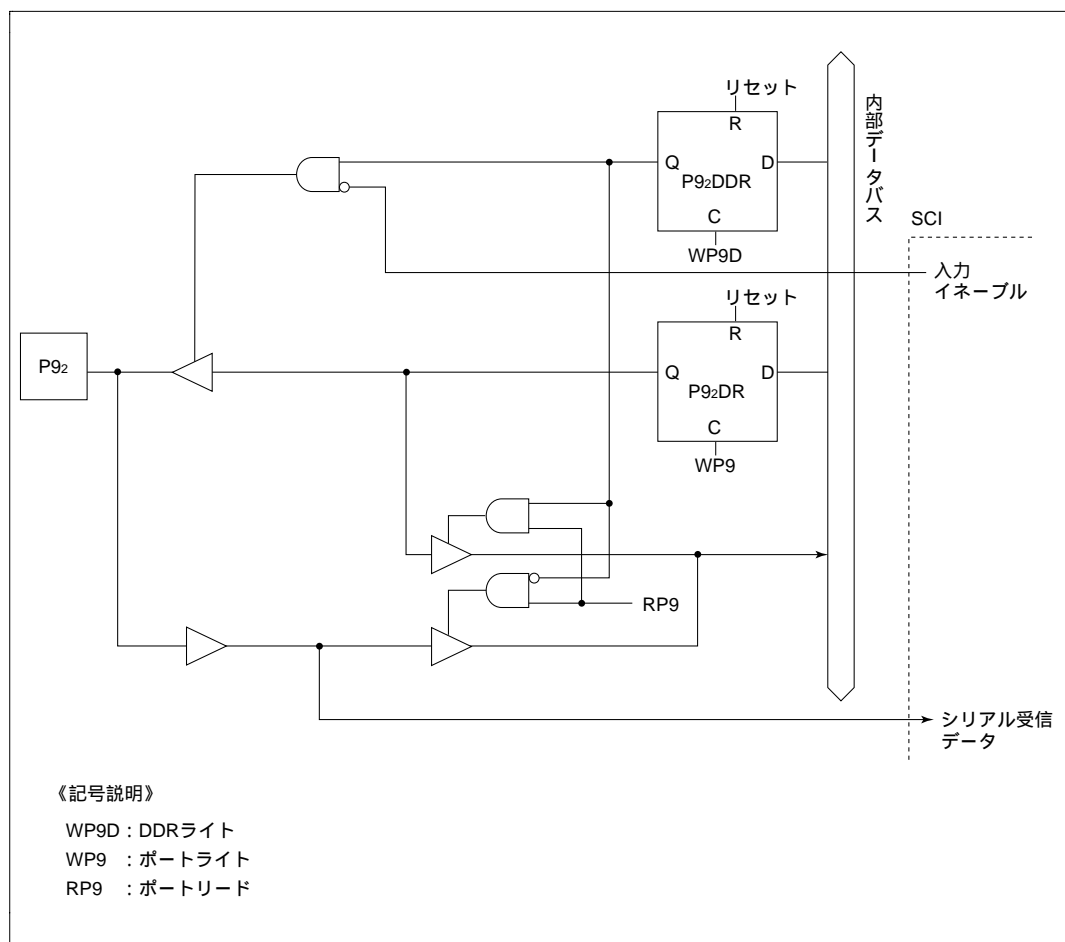 リセット
R
Q
D
P9₂DDR
C
WP9D
内部データバス
SCI
入力
イネーブル
リセット
R
P9₂
Q
D
P9₂DR
C
WP9
RP9
シリアル受信
データ
《記号説明》
WP9D：DDRライト
WP9 ：ポートライト
RP9 ：ポートリード